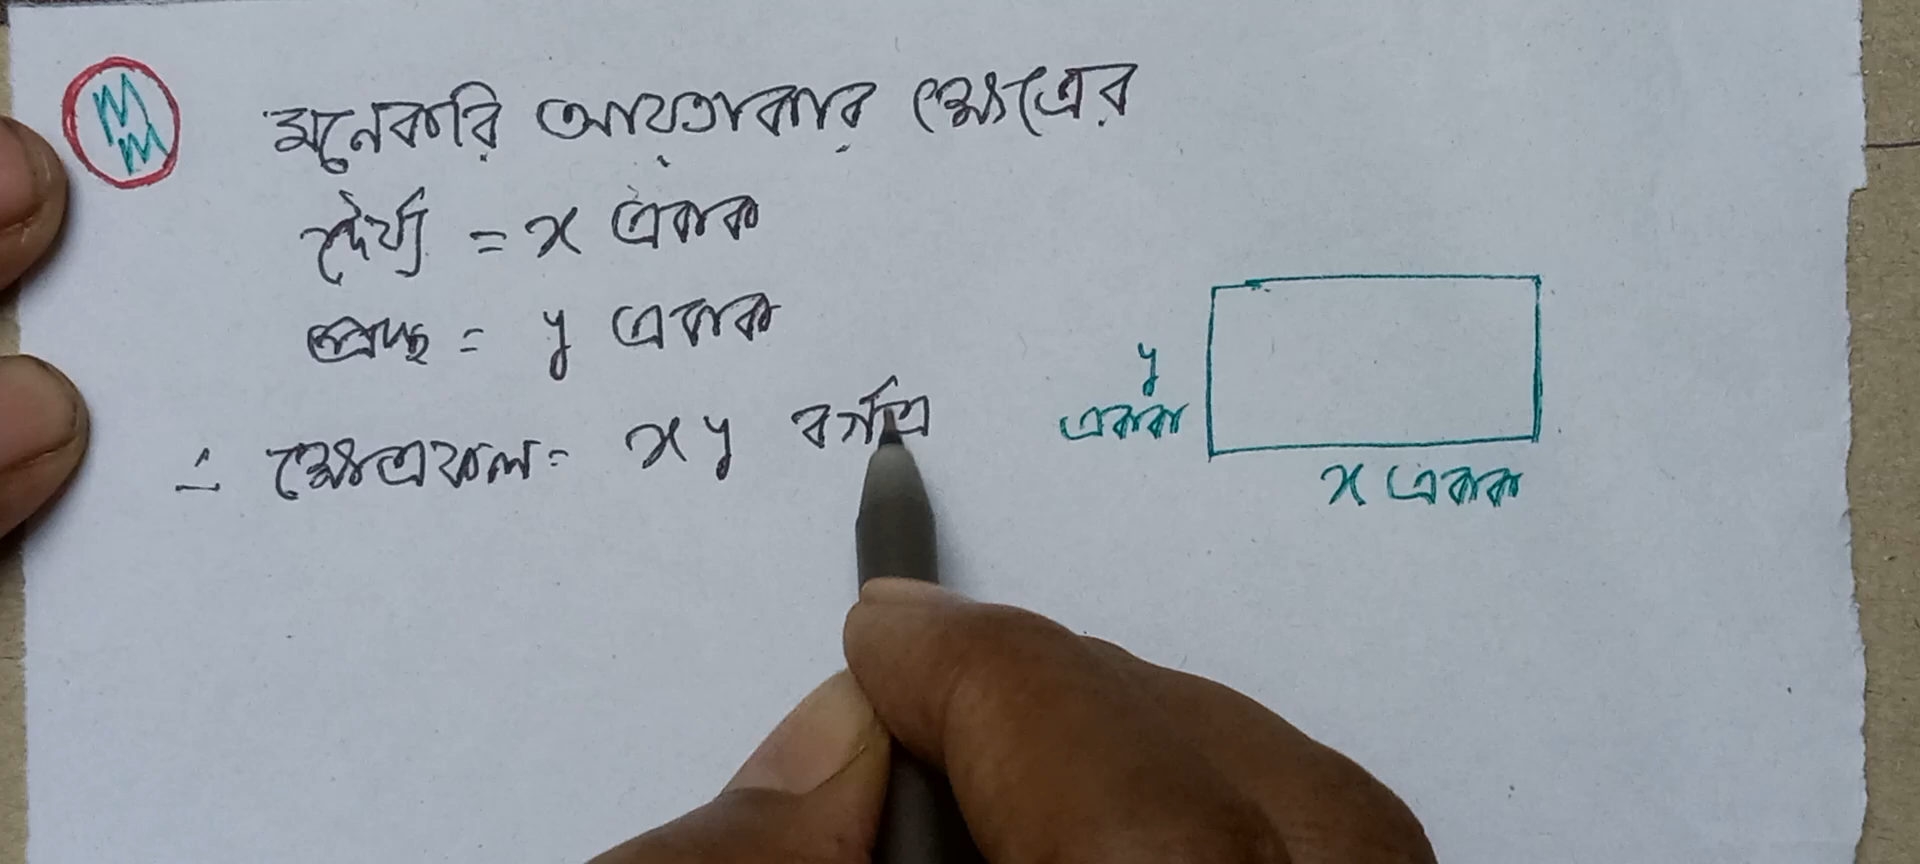 MM
মনেকরি আয়তাকার ক্ষেত্রের
দৈর্ঘ্য = x একক
প্রস্থ = y একক
∴ ক্ষেত্রফল = xy বর্গএ
y
একক
x একক